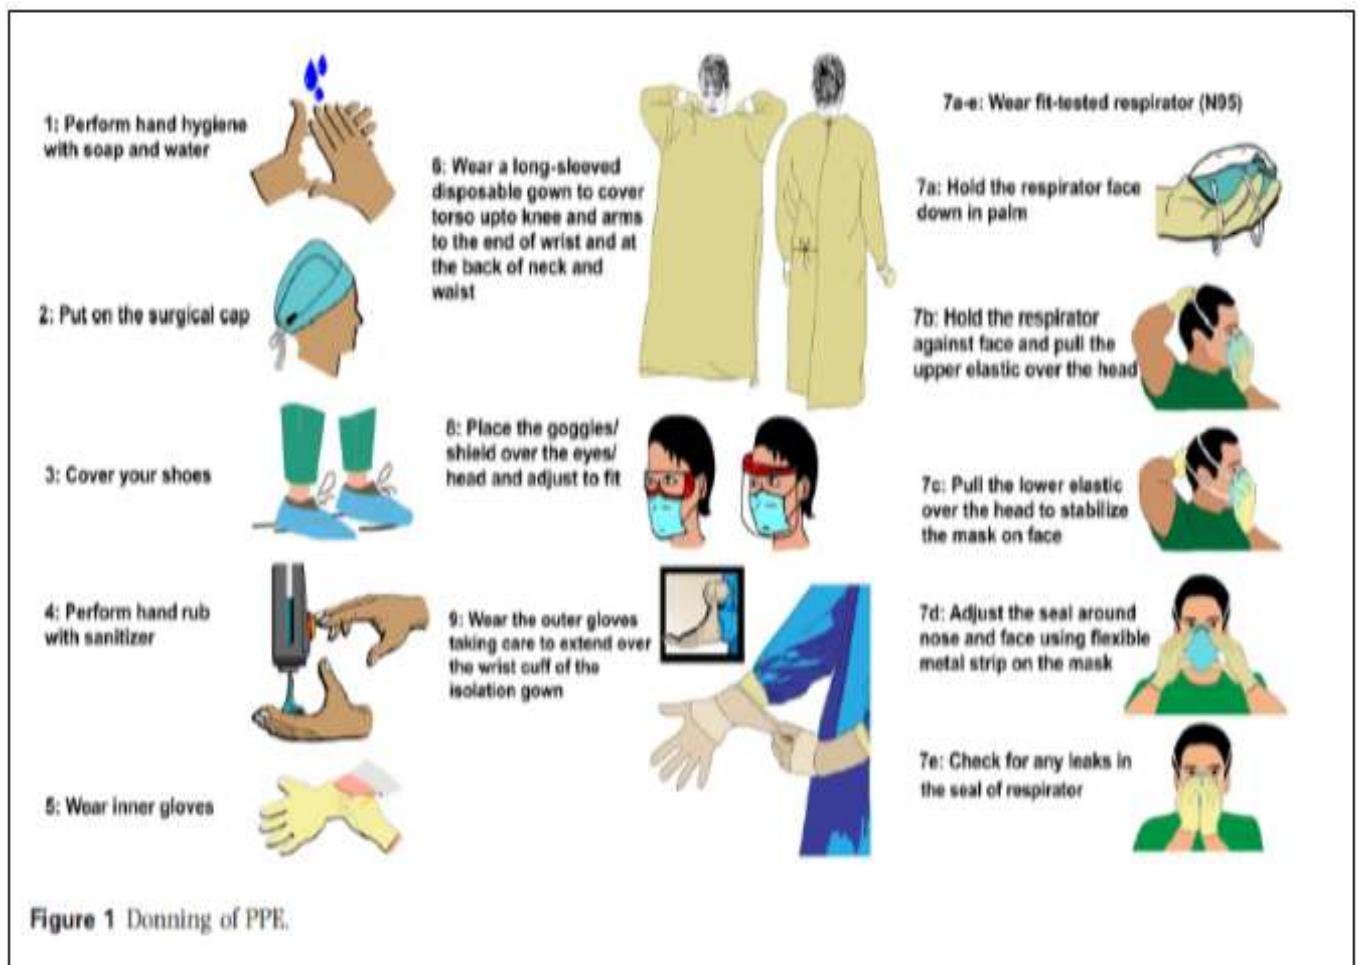 1: Perform hand hygiene
with soap and water
2: Put on the surgical cap
3: Cover your shoes
4: Perform hand rub
with sanitizer
5: Wear inner gloves
6: Wear a long-sleeved
disposable gown to cover
torso upto knee and arms
to the end of wrist and at
the back of neck and
waist
7a-e: Wear fit-tested respirator (N95)
7a: Hold the respirator face
down in palm
7b: Hold the respirator
against face and pull the
upper elastic over the head
7c: Pull the lower elastic
over the head to stabilize
the mask on face
7d: Adjust the seal around
nose and face using flexible
metal strip on the mask
7e: Check for any leaks in
the seal of respirator
8: Place the goggles/
shield over the eyes/
head and adjust to fit
9: Wear the outer gloves
taking care to extend over
the wrist cuff of the
isolation gown
Figure 1 Donning of PPE.